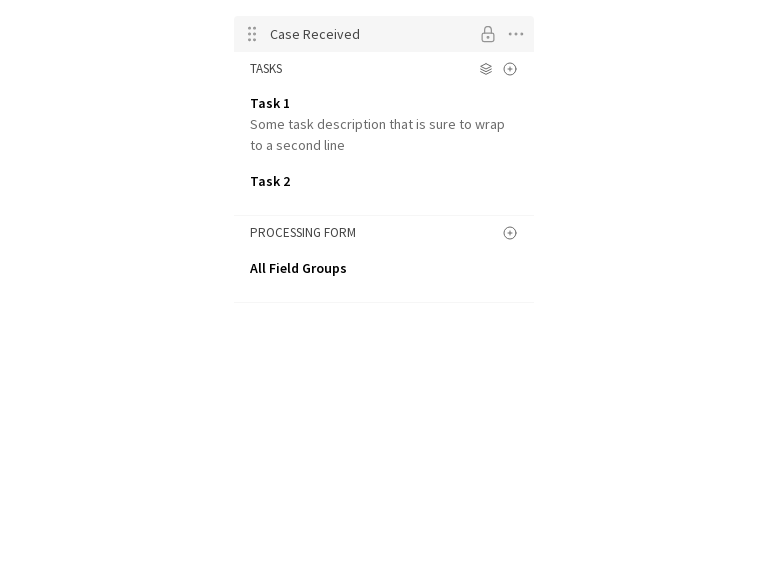 Case Received
TASKS
Task 1
Some task description that is sure to wrap
to a second line
Task 2
PROCESSING FORM
All Field Groups